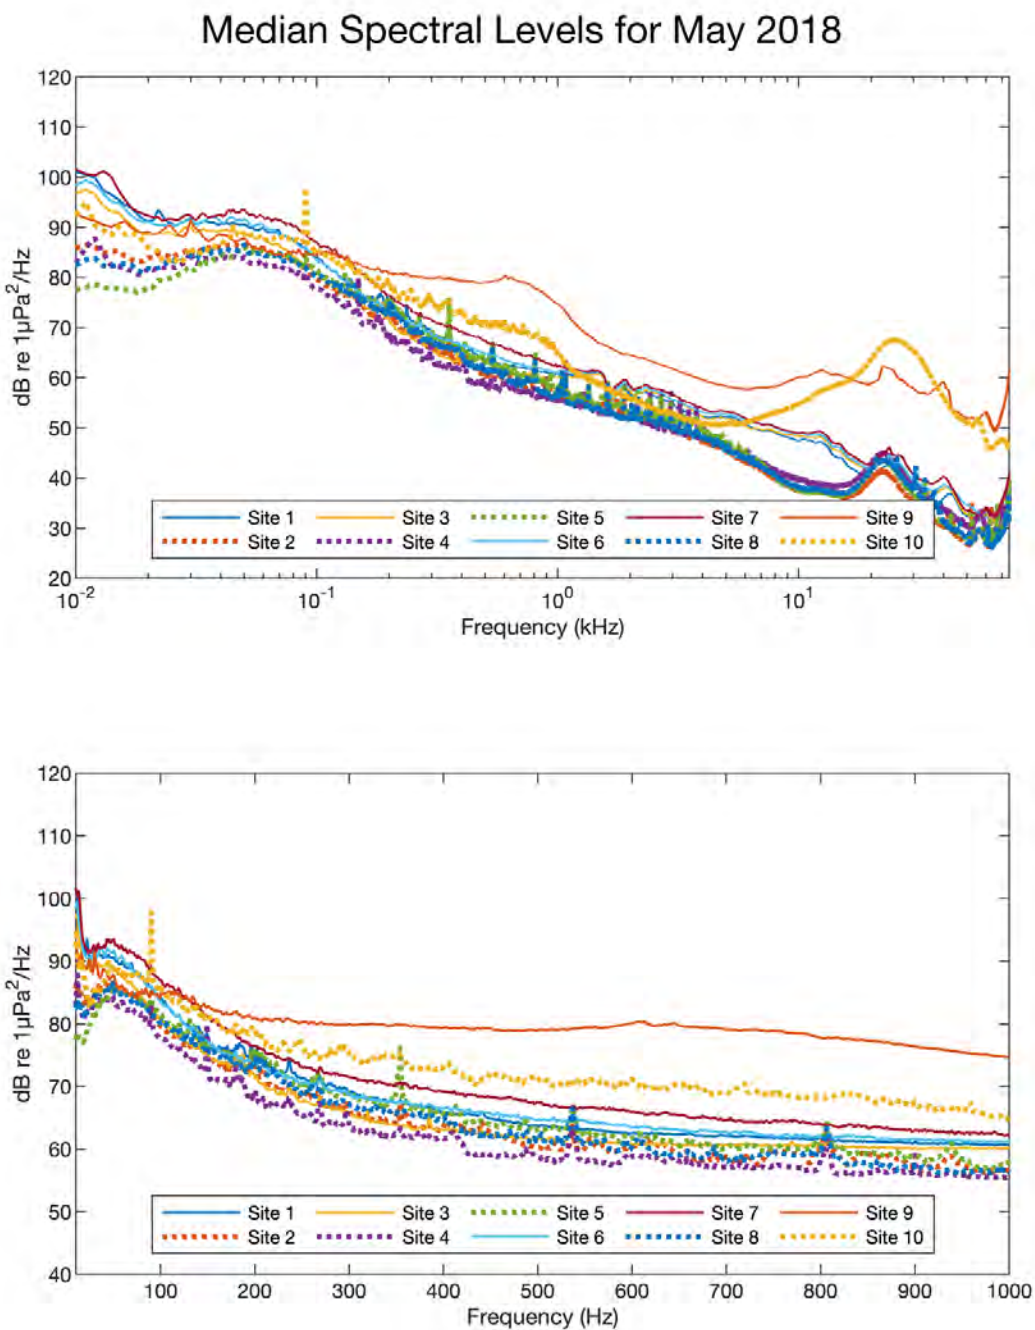 Median Spectral Levels for May 2018
120
110
100
90
80
70
60
50
40
30
20
dB re 1µPa²/Hz
Site 1 Site 3 Site 5 Site 7 Site 9
Site 2 Site 4 Site 6 Site 8 Site 10
10⁻² 10⁻¹ 10⁰ 10¹
Frequency (kHz)
120
110
100
90
80
70
60
50
40
dB re 1µPa²/Hz
Site 1 Site 3 Site 5 Site 7 Site 9
Site 2 Site 4 Site 6 Site 8 Site 10
100 200 300 400 500 600 700 800 900 1000
Frequency (Hz)